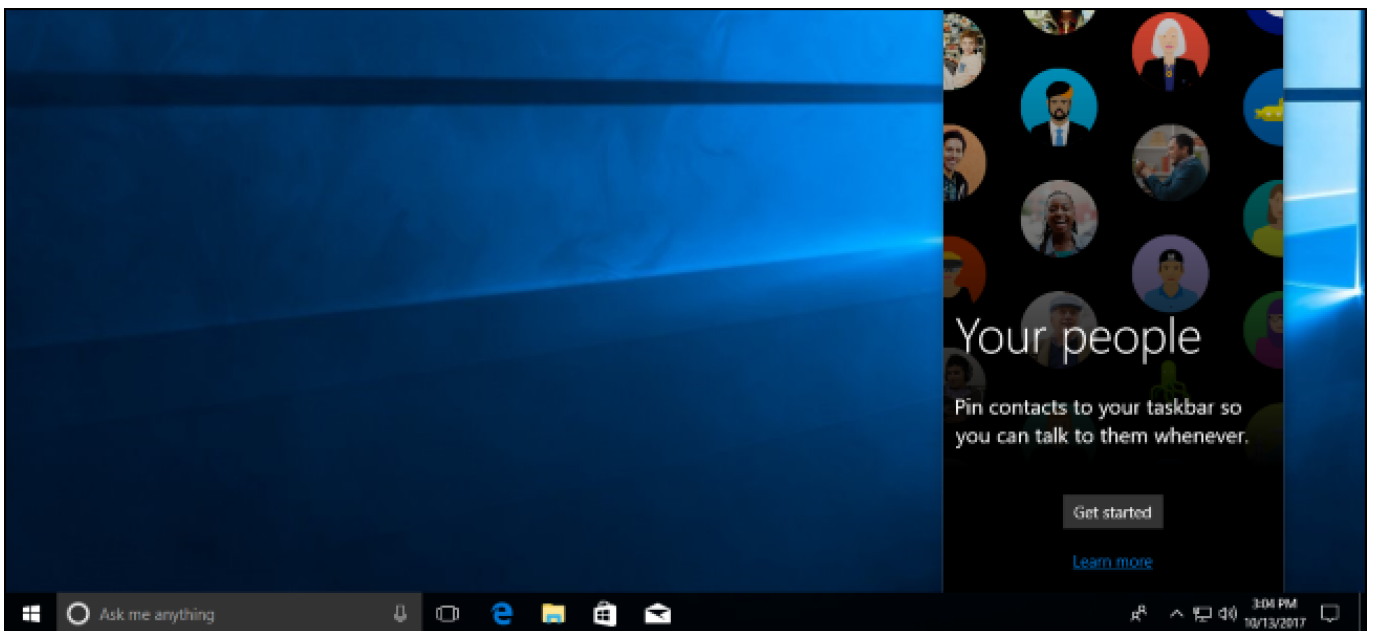 Your people
Pin contacts to your taskbar so
you can talk to them whenever.
Get started
Learn more
Ask me anything
3:04 PM
10/13/2017